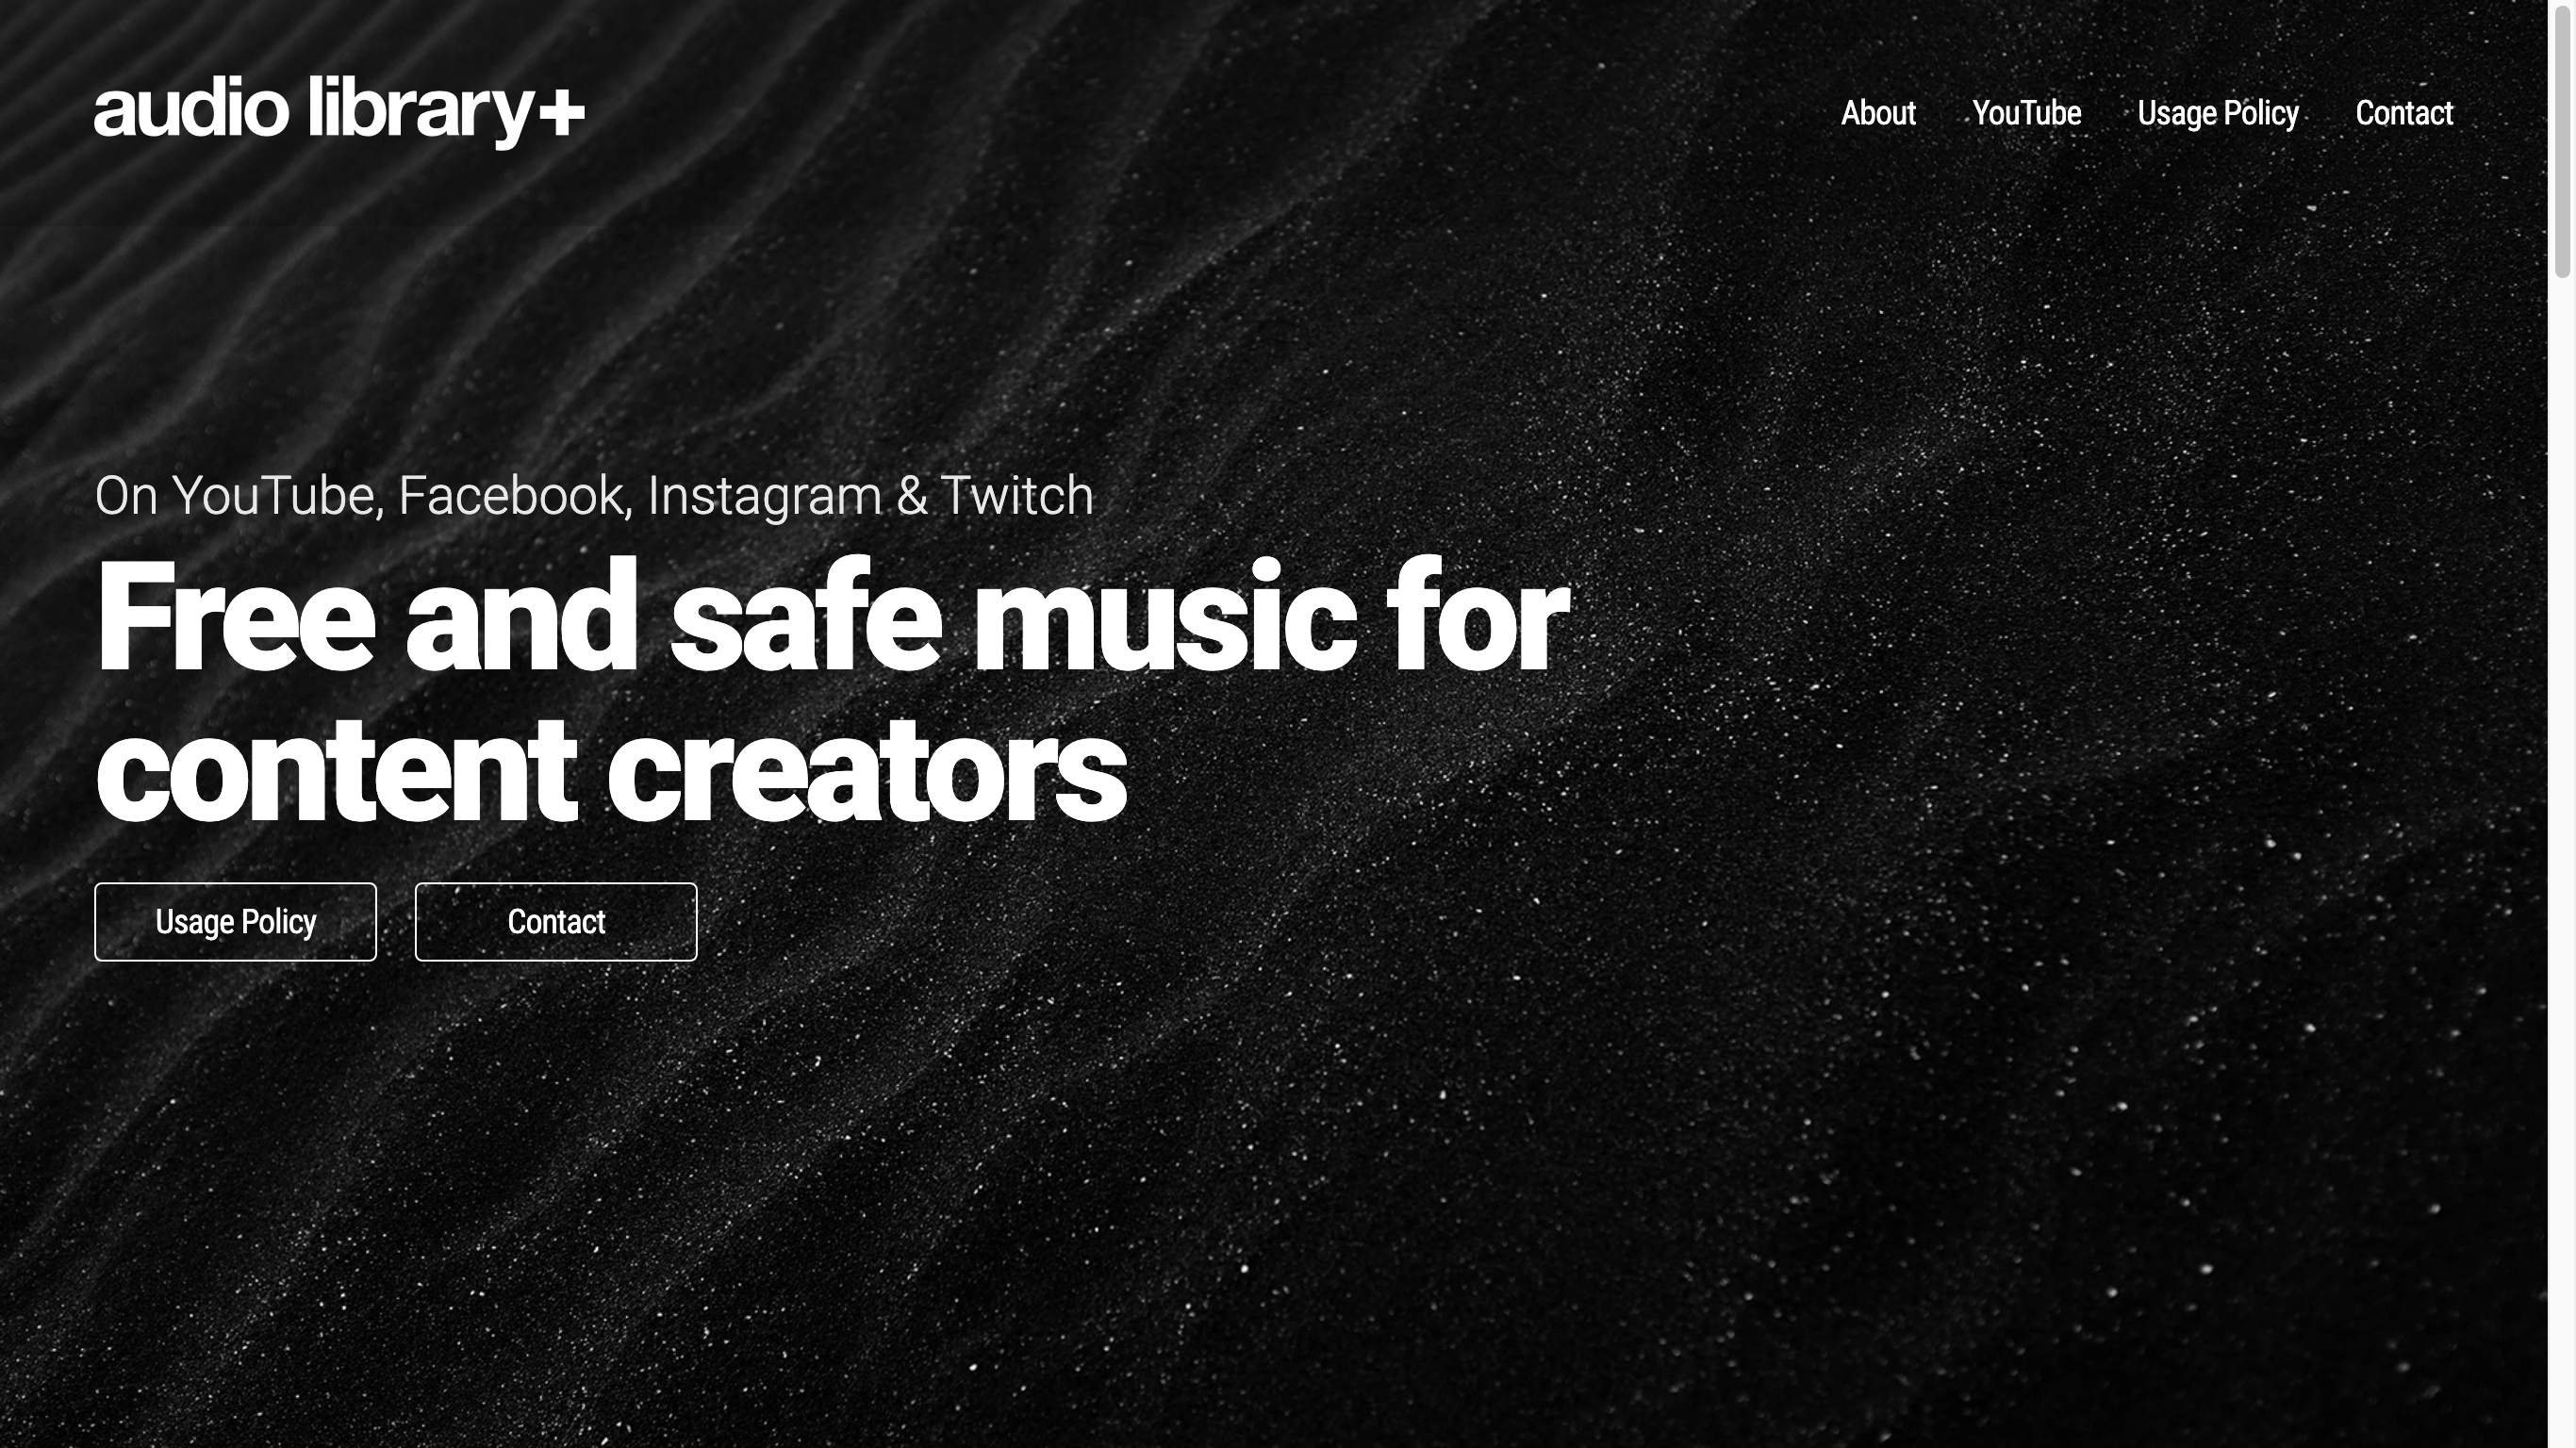 audio library+
About YouTube Usage Policy Contact
On YouTube, Facebook, Instagram & Twitch
Free and safe music for
content creators
Usage Policy Contact